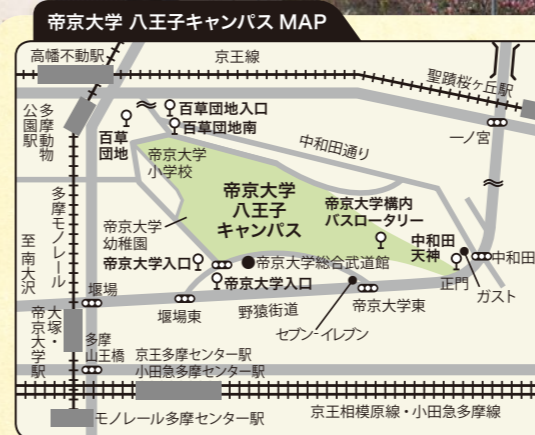 帝京大学 八王子キャンパス MAP
高幡不動駅
京王線
聖蹟桜ヶ丘駅
多摩動物
公園駅
百草団地入口
百草団地南
百草
団地
帝京大学
小学校
中和田通り
一ノ宮
帝京大学
八王子
キャンパス
帝京大学構内
バスロータリー
多摩モノレール
至 南大沢
帝京大学
幼稚園
中和田
天神
中和田
帝京大学入口
帝京大学総合武道館
正門
ガスト
帝京大学入口
堰場
堰場東
野猿街道
帝京大学東
セブン-イレブン
大塚・
帝京大学駅
多摩
山王橋
京王多摩センター駅
小田急多摩センター駅
モノレール多摩センター駅
京王相模原線・小田急多摩線